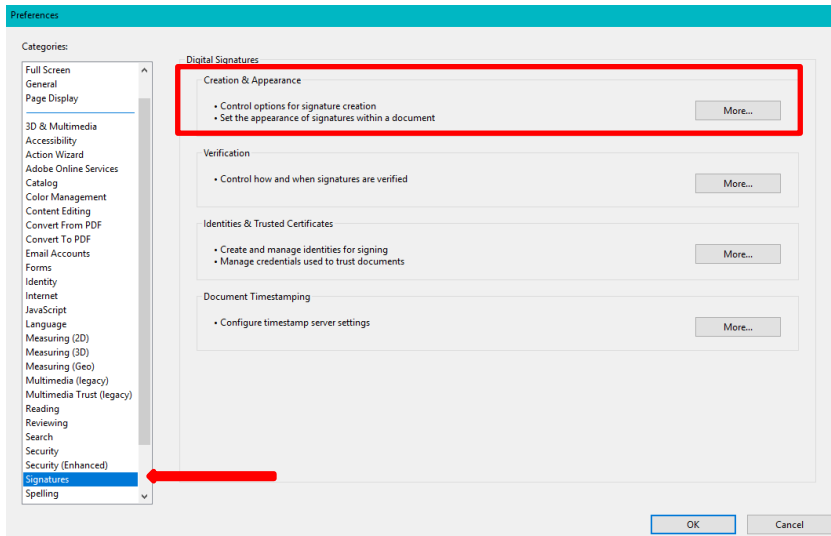 Preferences
Categories:
Full Screen
General
Page Display
3D & Multimedia
Accessibility
Action Wizard
Adobe Online Services
Catalog
Color Management
Content Editing
Convert From PDF
Convert To PDF
Email Accounts
Forms
Identity
Internet
JavaScript
Language
Measuring (2D)
Measuring (3D)
Measuring (Geo)
Multimedia (legacy)
Multimedia Trust (legacy)
Reading
Reviewing
Search
Security
Security (Enhanced)
Signatures
Spelling
Digital Signatures
Creation & Appearance
• Control options for signature creation
• Set the appearance of signatures within a document
More...
Verification
• Control how and when signatures are verified
More...
Identities & Trusted Certificates
• Create and manage identities for signing
• Manage credentials used to trust documents
More...
Document Timestamping
• Configure timestamp server settings
More...
OK
Cancel